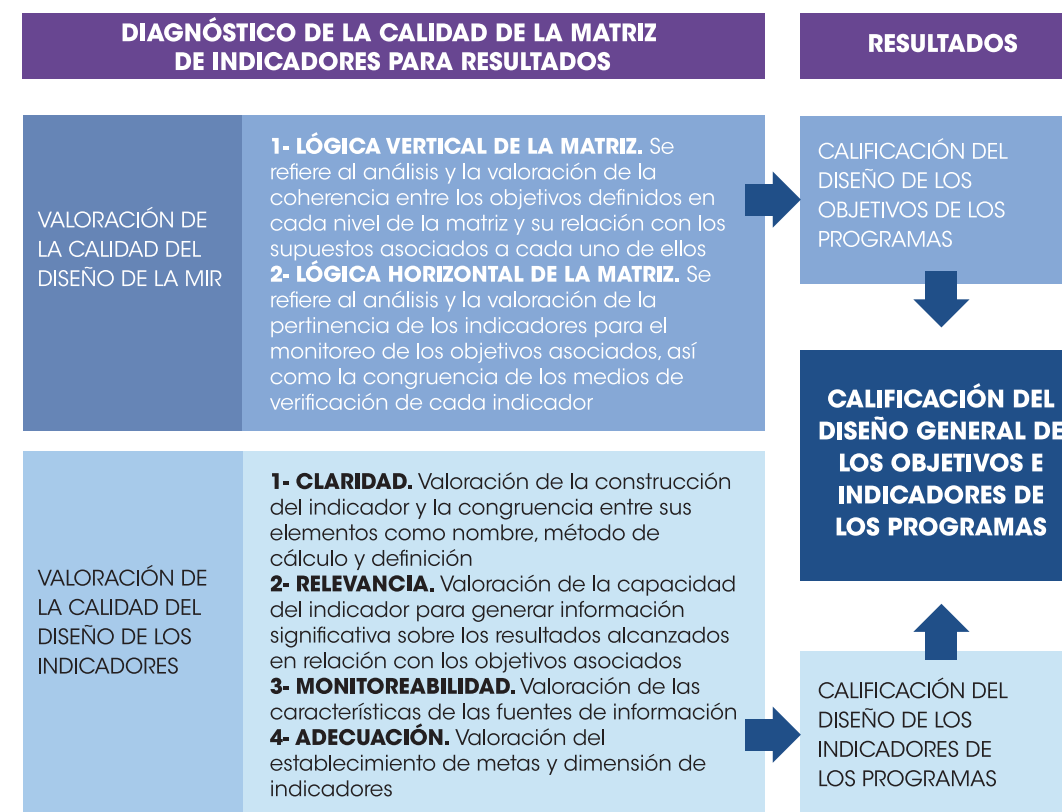 DIAGNÓSTICO DE LA CALIDAD DE LA MATRIZ
DE INDICADORES PARA RESULTADOS
RESULTADOS
VALORACIÓN DE
LA CALIDAD DEL
DISEÑO DE LA MIR
1- LÓGICA VERTICAL DE LA MATRIZ. Se
refiere al análisis y la valoración de la
coherencia entre los objetivos definidos en
cada nivel de la matriz y su relación con los
supuestos asociados a cada uno de ellos
2- LÓGICA HORIZONTAL DE LA MATRIZ. Se
refiere al análisis y la valoración de la
pertinencia de los indicadores para el
monitoreo de los objetivos asociados, así
como la congruencia de los medios de
verificación de cada indicador
CALIFICACIÓN DEL
DISEÑO DE LOS
OBJETIVOS DE LOS
PROGRAMAS
CALIFICACIÓN DEL
DISEÑO GENERAL DE
LOS OBJETIVOS E
INDICADORES DE
LOS PROGRAMAS
VALORACIÓN DE
LA CALIDAD DEL
DISEÑO DE LOS
INDICADORES
1- CLARIDAD. Valoración de la construcción
del indicador y la congruencia entre sus
elementos como nombre, método de
cálculo y definición
2- RELEVANCIA. Valoración de la capacidad
del indicador para generar información
significativa sobre los resultados alcanzados
en relación con los objetivos asociados
3- MONITOREABILIDAD. Valoración de las
características de las fuentes de información
4- ADECUACIÓN. Valoración del
establecimiento de metas y dimensión de
indicadores
CALIFICACIÓN DEL
DISEÑO DE LOS
INDICADORES DE
LOS PROGRAMAS